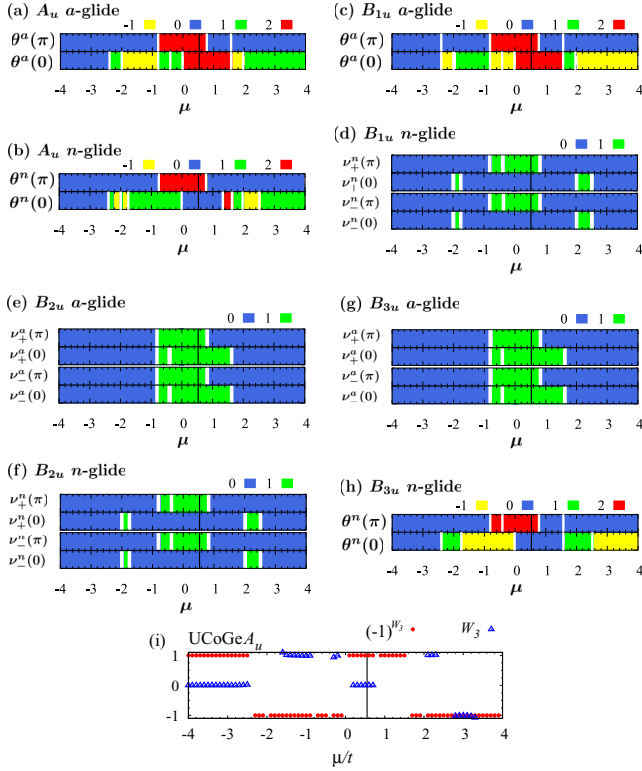 (a) A_u a-glide
-1 0 1 2
θ^a(π)
θ^a(0)
-4 -3 -2 -1 0 1 2 3 4
μ
(c) B_1u a-glide
-1 0 1 2
θ^a(π)
θ^a(0)
-4 -3 -2 -1 0 1 2 3 4
μ
(b) A_u n-glide
-1 0 1 2
θ^n(π)
θ^n(0)
-4 -3 -2 -1 0 1 2 3 4
μ
(d) B_1u n-glide
0 1
ν^n_+(π)
ν^n_+(0)
ν^n_−(π)
ν^n_−(0)
-4 -3 -2 -1 0 1 2 3 4
μ
(e) B_2u a-glide
0 1
ν^a_+(π)
ν^a_+(0)
ν^a_−(π)
ν^a_−(0)
-4 -3 -2 -1 0 1 2 3 4
μ
(g) B_3u a-glide
0 1
ν^a_+(π)
ν^a_+(0)
ν^a_−(π)
ν^a_−(0)
-4 -3 -2 -1 0 1 2 3 4
μ
(f) B_2u n-glide
0 1
ν^n_+(π)
ν^n_+(0)
ν^n_−(π)
ν^n_−(0)
-4 -3 -2 -1 0 1 2 3 4
μ
(h) B_3u n-glide
-1 0 1 2
θ^n(π)
θ^n(0)
-4 -3 -2 -1 0 1 2 3 4
μ
(i) UCoGeA_u (-1)^W_3 W_3
1
0
-1
-4 -3 -2 -1 0 1 2 3 4
μ/t